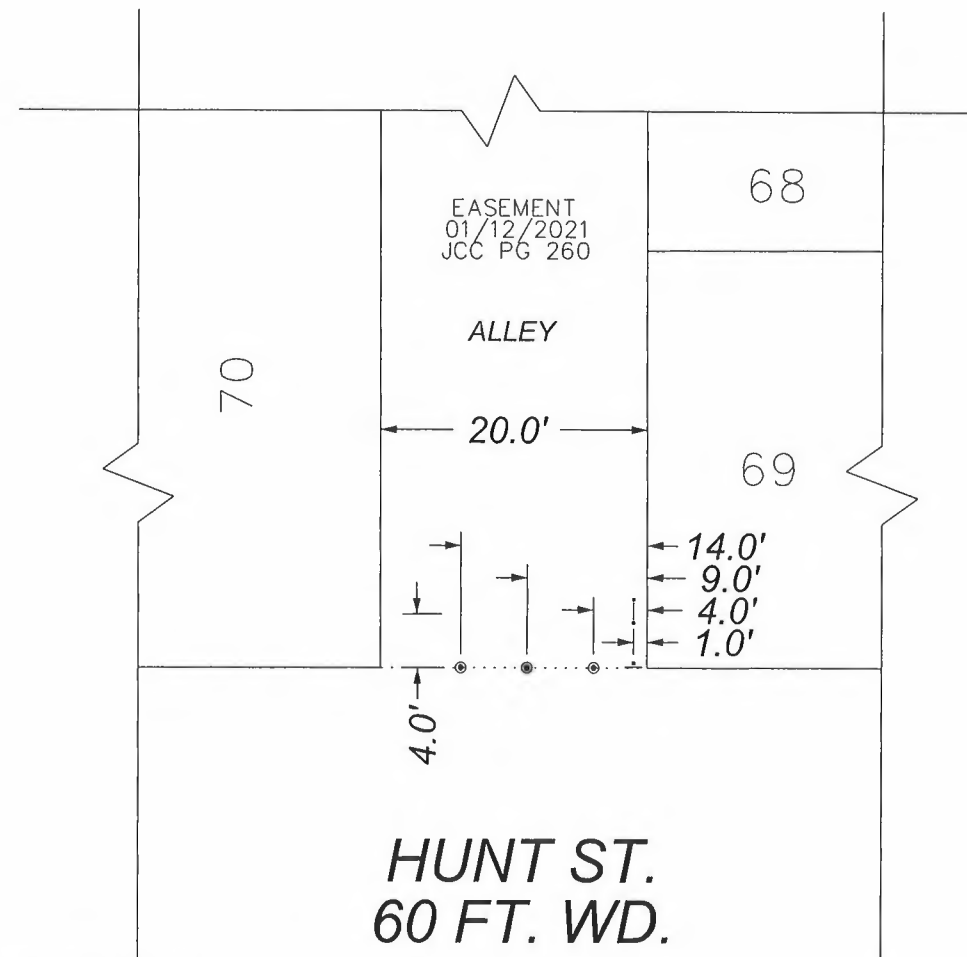 68
EASEMENT
01/12/2021
JCC PG 260
ALLEY
70
20.0'
69
14.0'
9.0'
4.0'
1.0'
4.0'
HUNT ST.
60 FT. WD.